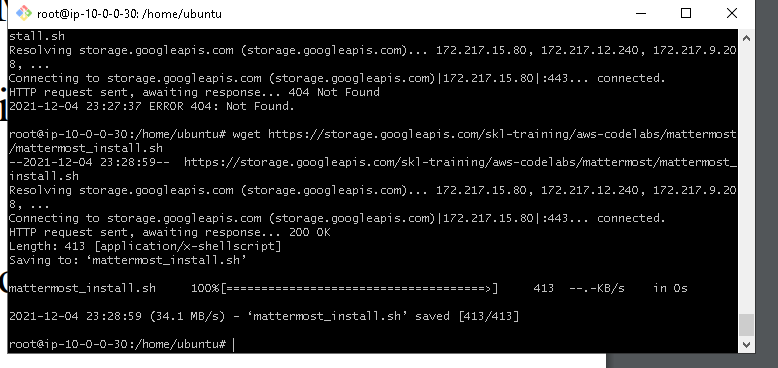 root@ip-10-0-0-30: /home/ubuntu
stall.sh
Resolving storage.googleapis.com (storage.googleapis.com)... 172.217.15.80, 172.217.12.240, 172.217.9.20
8, ...
Connecting to storage.googleapis.com (storage.googleapis.com)|172.217.15.80|:443... connected.
HTTP request sent, awaiting response... 404 Not Found
2021-12-04 23:27:37 ERROR 404: Not Found.
root@ip-10-0-0-30:/home/ubuntu# wget https://storage.googleapis.com/skl-training/aws-codelabs/mattermost
/mattermost_install.sh
--2021-12-04 23:28:59--  https://storage.googleapis.com/skl-training/aws-codelabs/mattermost/mattermost_
install.sh
Resolving storage.googleapis.com (storage.googleapis.com)... 172.217.15.80, 172.217.12.240, 172.217.9.20
8, ...
Connecting to storage.googleapis.com (storage.googleapis.com)|172.217.15.80|:443... connected.
HTTP request sent, awaiting response... 200 OK
Length: 413 [application/x-shellscript]
Saving to: ‘mattermost_install.sh’
mattermost_install.sh     100%[=====================================>]     413  --.-KB/s    in 0s
2021-12-04 23:28:59 (34.1 MB/s) - ‘mattermost_install.sh’ saved [413/413]
root@ip-10-0-0-30:/home/ubuntu#